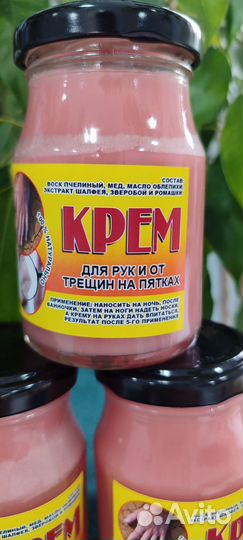 СОСТАВ:
ВОСК ПЧЕЛИНЫЙ, МЕД, МАСЛО ОБЛЕПИХИ,
ЭКСТРАКТ ШАЛФЕЯ, ЗВЕРОБОЙ И РОМАШКИ
100 % НАТУРАЛЬНО
КРЕМ
ДЛЯ РУК И ОТ
ТРЕЩИН НА ПЯТКАХ
ПРИМЕНЕНИЕ: НАНОСИТЬ НА НОЧЬ, ПОСЛЕ
ВАННОЧКИ, ЗАТЕМ НА НОГИ НАДЕТЬ НОСКИ,
А КРЕМУ НА РУКАХ ДАТЬ ВПИТАТЬСЯ,
РЕЗУЛЬТАТ ПОСЛЕ 5-ГО ПРИМЕНЕНИЯ
КРЕМ
Avito